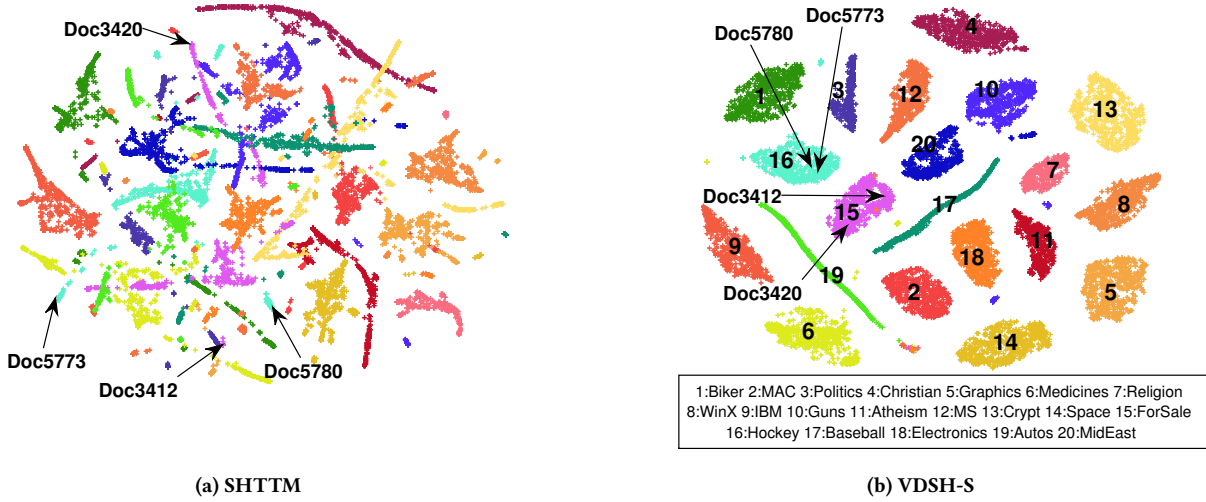 Doc3420
Doc5773
Doc3412
Doc5780
(a) SHTTM
Doc5773
Doc5780
4
1
3
12
10
13
20
16
7
Doc3412
15
17
8
9
11
18
19
Doc3420
2
5
6
14
1:Biker 2:MAC 3:Politics 4:Christian 5:Graphics 6:Medicines 7:Religion
8:WinX 9:IBM 10:Guns 11:Atheism 12:MS 13:Crypt 14:Space 15:ForSale
16:Hockey 17:Baseball 18:Electronics 19:Autos 20:MidEast
(b) VDSH-S